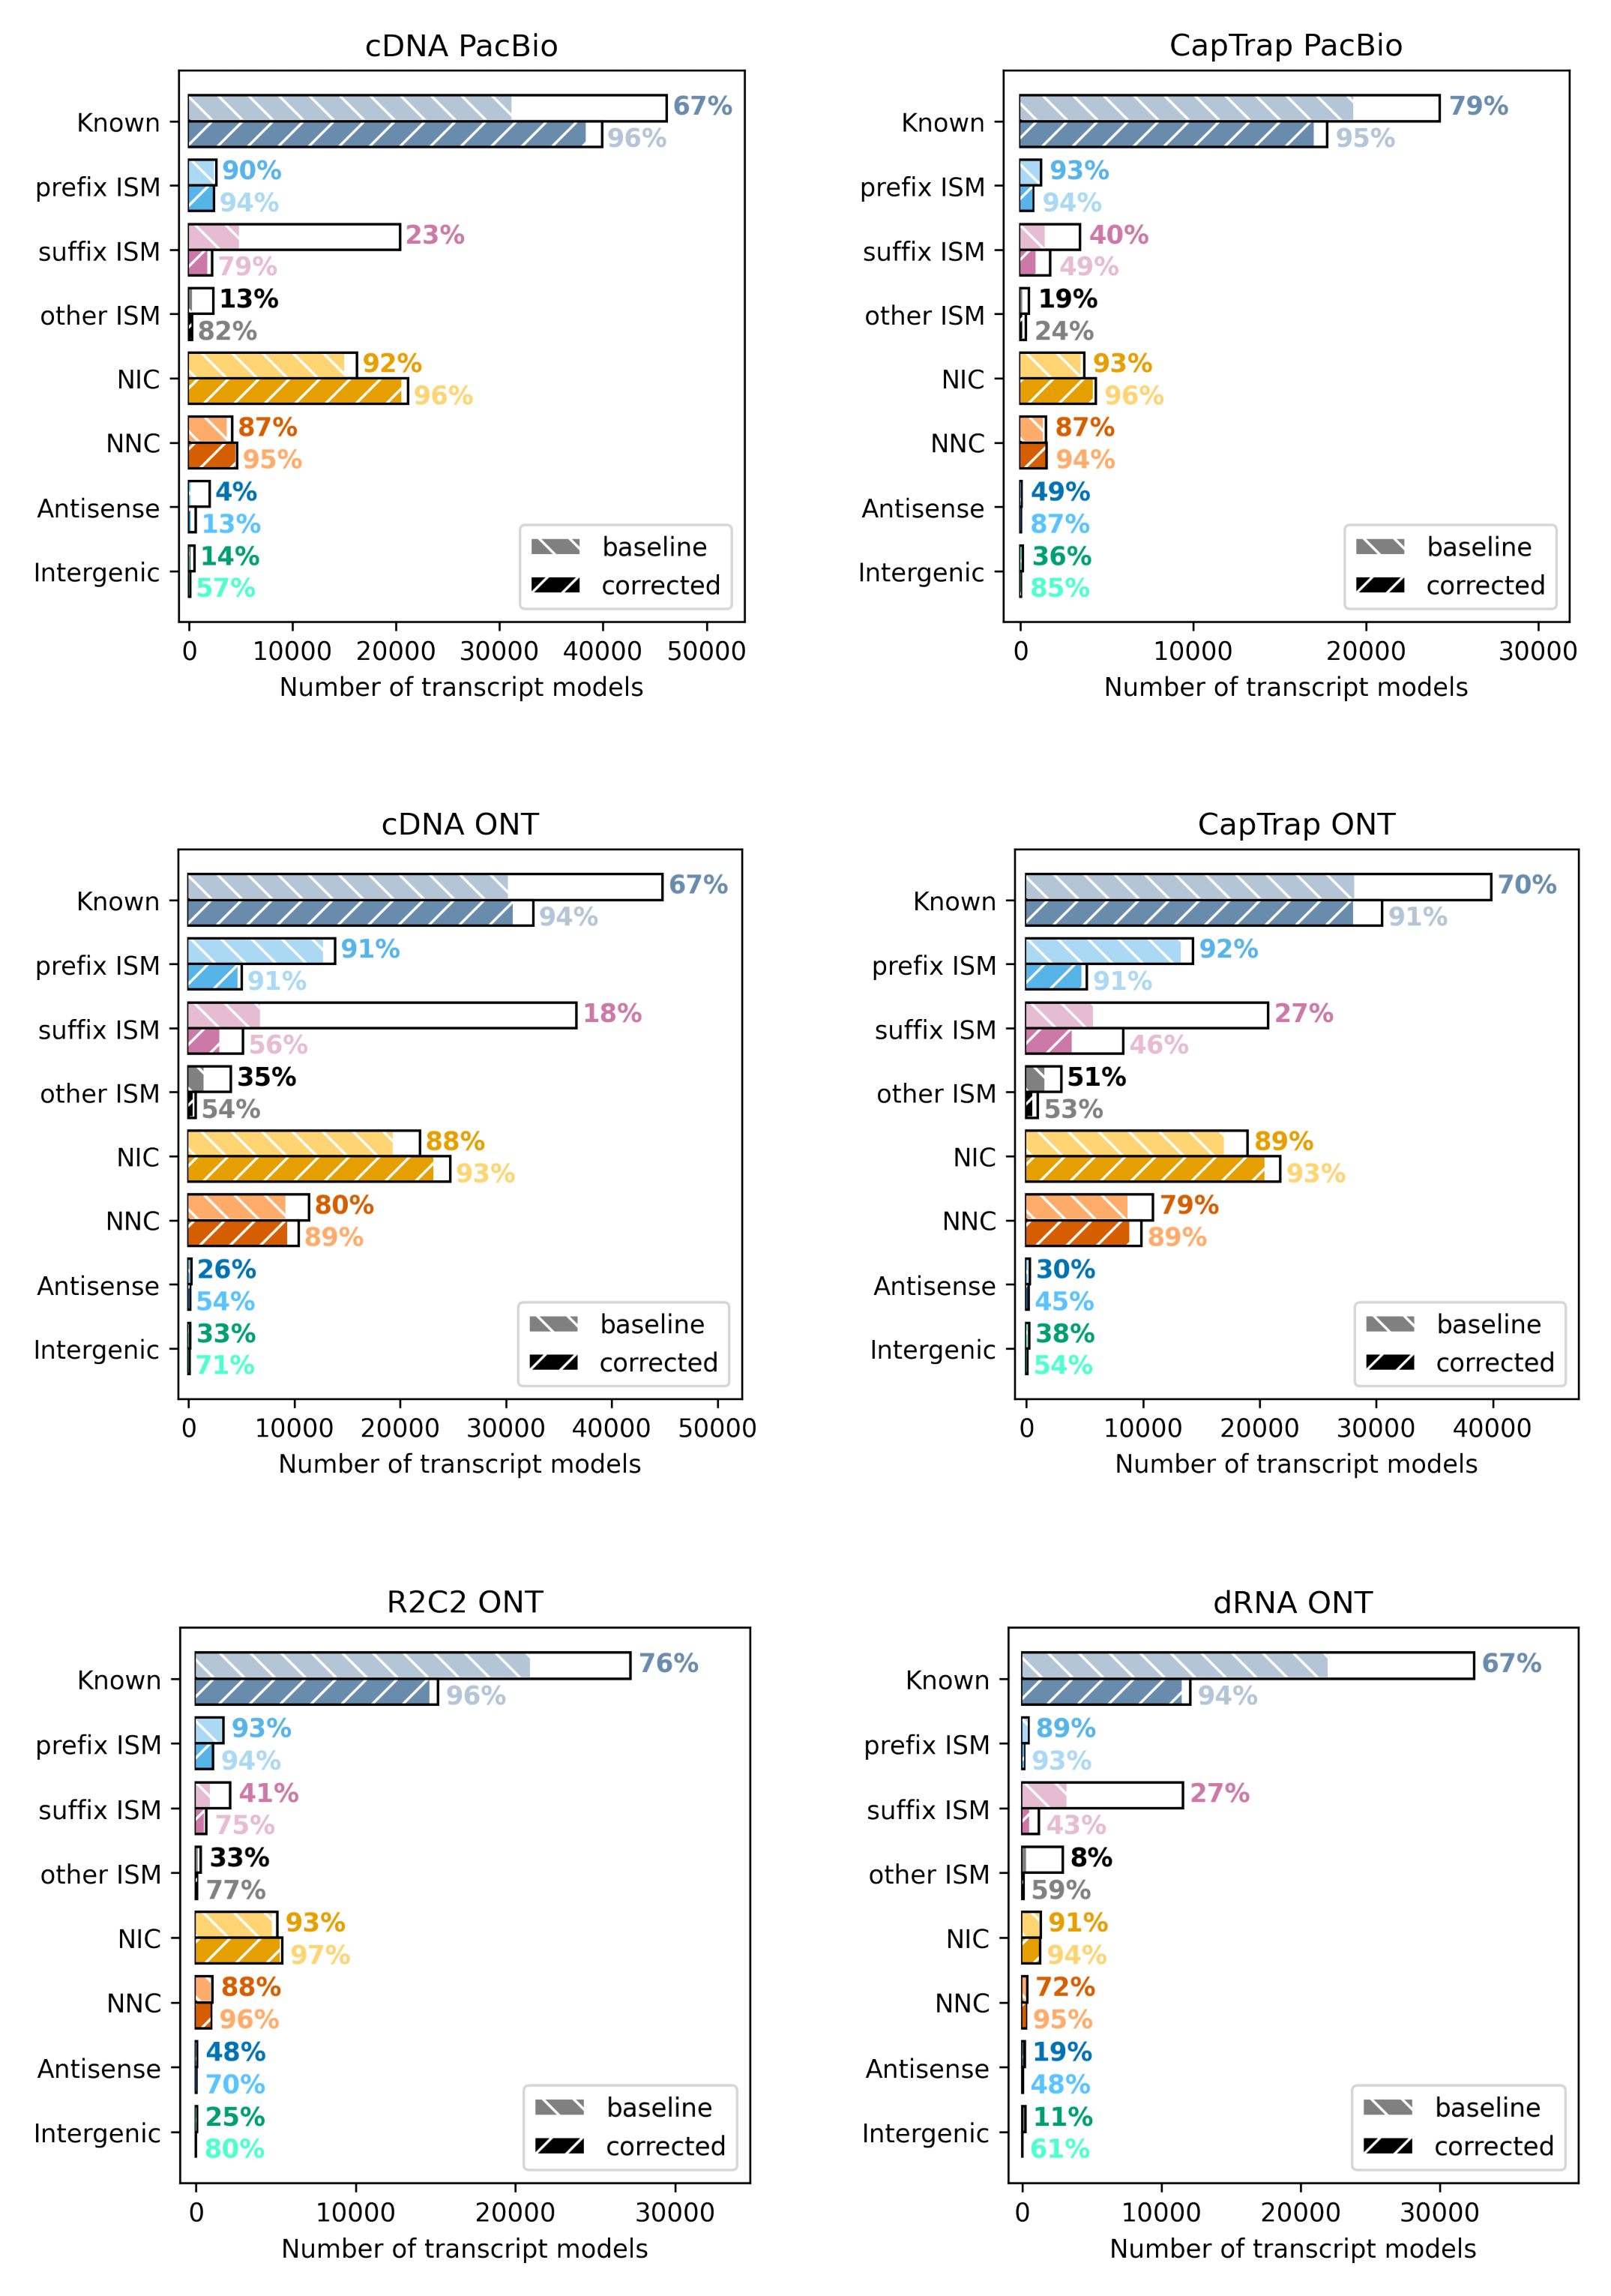 cDNA PacBio
Known 67%
96%
prefix ISM 90%
94%
suffix ISM 23%
79%
other ISM 13%
82%
NIC 92%
96%
NNC 87%
95%
Antisense 4%
13%
Intergenic 14%
57%
baseline
corrected
0 10000 20000 30000 40000 50000
Number of transcript models
CapTrap PacBio
Known 79%
95%
prefix ISM 93%
94%
suffix ISM 40%
49%
other ISM 19%
24%
NIC 93%
96%
NNC 87%
94%
Antisense 49%
87%
Intergenic 36%
85%
baseline
corrected
0 10000 20000 30000
Number of transcript models
cDNA ONT
Known 67%
94%
prefix ISM 91%
91%
suffix ISM 18%
56%
other ISM 35%
54%
NIC 88%
93%
NNC 80%
89%
Antisense 26%
54%
Intergenic 33%
71%
baseline
corrected
0 10000 20000 30000 40000 50000
Number of transcript models
CapTrap ONT
Known 70%
91%
prefix ISM 92%
91%
suffix ISM 27%
46%
other ISM 51%
53%
NIC 89%
93%
NNC 79%
89%
Antisense 30%
45%
Intergenic 38%
54%
baseline
corrected
0 10000 20000 30000 40000
Number of transcript models
R2C2 ONT
Known 76%
96%
prefix ISM 93%
94%
suffix ISM 41%
75%
other ISM 33%
77%
NIC 93%
97%
NNC 88%
96%
Antisense 48%
70%
Intergenic 25%
80%
baseline
corrected
0 10000 20000 30000
Number of transcript models
dRNA ONT
Known 67%
94%
prefix ISM 89%
93%
suffix ISM 27%
43%
other ISM 8%
59%
NIC 91%
94%
NNC 72%
95%
Antisense 19%
48%
Intergenic 11%
61%
baseline
corrected
0 10000 20000 30000
Number of transcript models